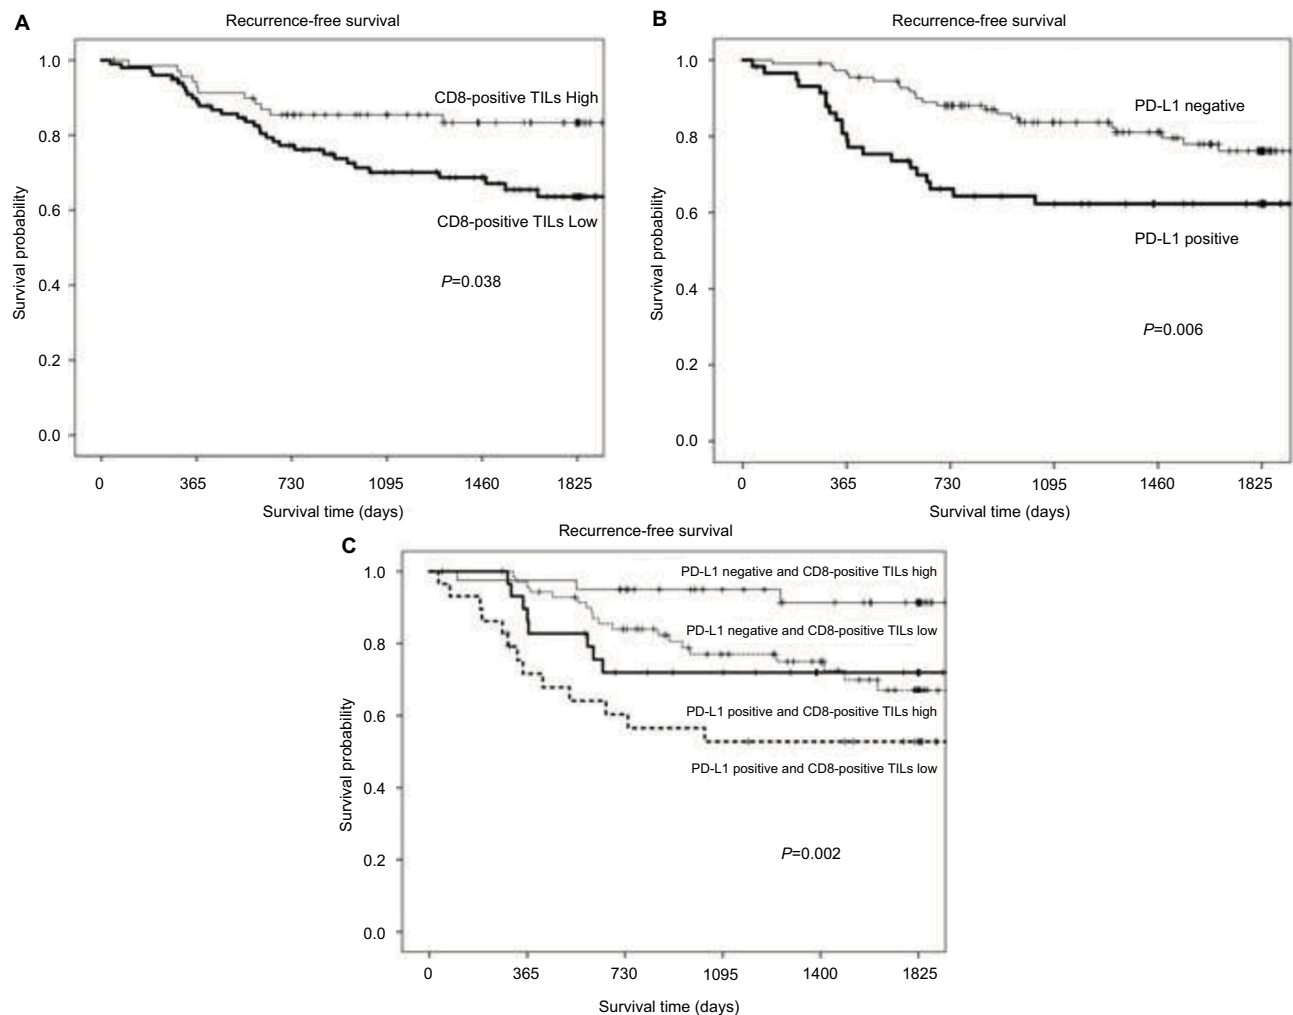 A
Recurrence-free survival
1.0
0.8
0.6
0.4
0.2
0.0
Survival probability
CD8-positive TILs High
CD8-positive TILs Low
P=0.038
0 365 730 1095 1460 1825
Survival time (days)
B
Recurrence-free survival
1.0
0.8
0.6
0.4
0.2
0.0
Survival probability
PD-L1 negative
PD-L1 positive
P=0.006
0 365 730 1095 1460 1825
Survival time (days)
C
Recurrence-free survival
1.0
0.8
0.6
0.4
0.2
0.0
Survival probability
PD-L1 negative and CD8-positive TILs high
PD-L1 negative and CD8-positive TILs low
PD-L1 positive and CD8-positive TILs high
PD-L1 positive and CD8-positive TILs low
P=0.002
0 365 730 1095 1400 1825
Survival time (days)